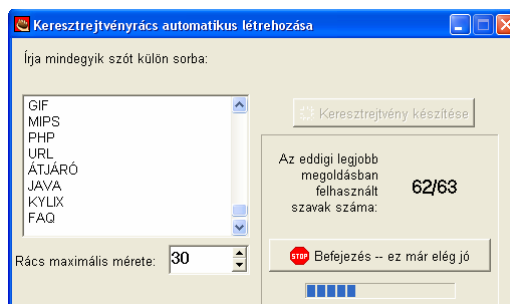 Keresztrejtvényrács automatikus létrehozása
Írja mindegyik szót külön sorba:
GIF
MIPS
PHP
URL
ÁTJÁRÓ
JAVA
KYLIX
FAQ
Rács maximális mérete: 30
Keresztrejtvény készítése
Az eddigi legjobb
megoldásban
felhasznált
szavak száma:
62/63
STOP Befejezés -- ez már elég jó